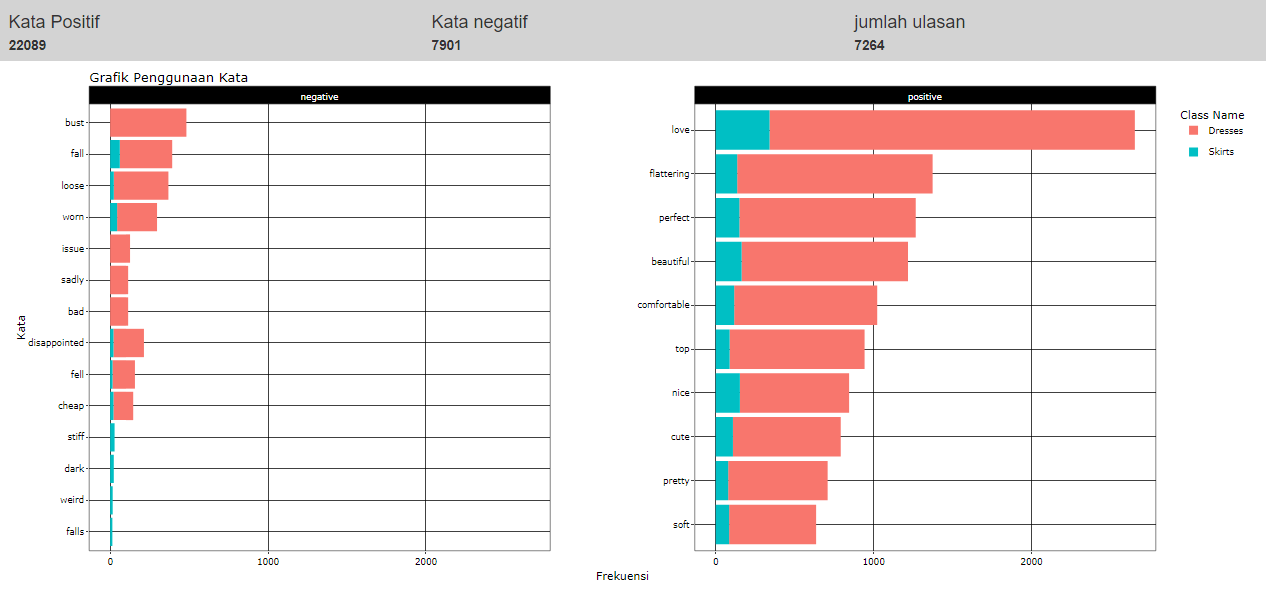 Kata Positif
22089
Kata negatif
7901
jumlah ulasan
7264
Grafik Penggunaan Kata
negative
positive
Class Name
Dresses
Skirts
Kata
bust
fall
loose
worn
issue
sadly
bad
disappointed
fell
cheap
stiff
dark
weird
falls
0
1000
2000
love
flattering
perfect
beautiful
comfortable
top
nice
cute
pretty
soft
0
1000
2000
Frekuensi